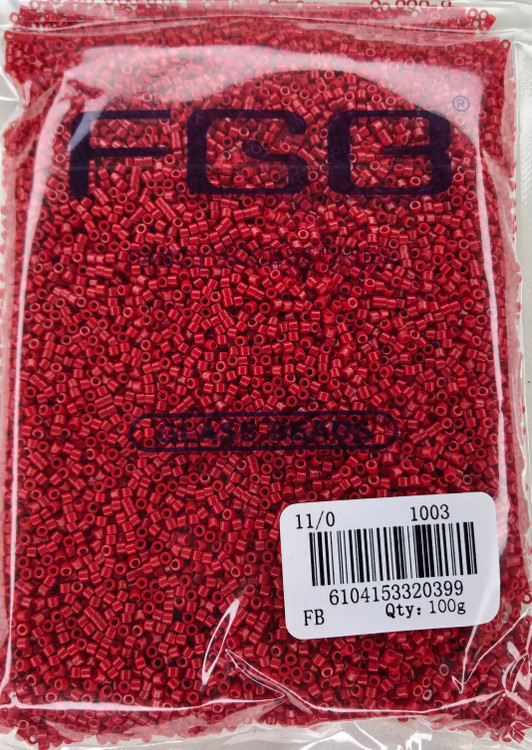 FGB ®
GLASS BEADS
11/0 1003
6104153320399
FB Qty: 100g